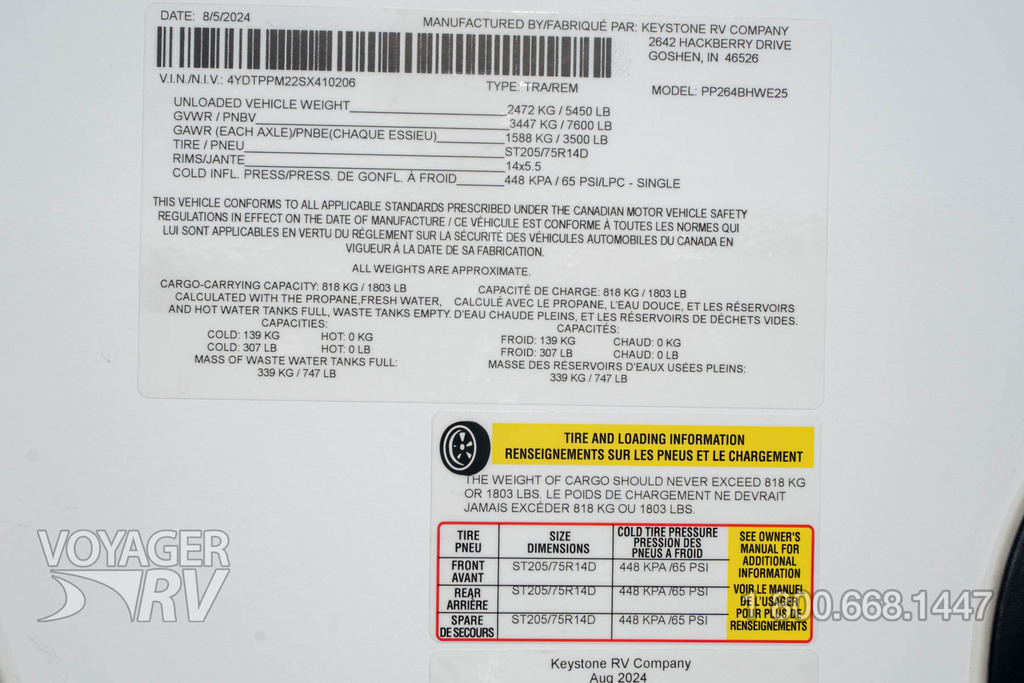 DATE: 8/5/2024
MANUFACTURED BY/FABRIQUÉ PAR: KEYSTONE RV COMPANY
2642 HACKBERRY DRIVE
GOSHEN, IN 46526
V.I.N./N.I.V.: 4YDTPPM22SX410206
TYPE: TRA/REM
MODEL: PP264BHWE25
UNLOADED VEHICLE WEIGHT 2472 KG / 5450 LB
GVWR / PNBV 3447 KG / 7600 LB
GAWR (EACH AXLE)/PNBE(CHAQUE ESSIEU) 1588 KG / 3500 LB
TIRE / PNEU ST205/75R14D
RIMS/JANTE 14x5.5
COLD INFL. PRESS/PRESS. DE GONFL. À FROID 448 KPA / 65 PSI/LPC - SINGLE
THIS VEHICLE CONFORMS TO ALL APPLICABLE STANDARDS PRESCRIBED UNDER THE CANADIAN MOTOR VEHICLE SAFETY
REGULATIONS IN EFFECT ON THE DATE OF MANUFACTURE / CE VÉHICULE EST CONFORME À TOUTES LES NORMES QUI
LUI SONT APPLICABLES EN VERTU DU RÉGLEMENT SUR LA SÉCURITÉ DES VÉHICULES AUTOMOBILES DU CANADA EN
VIGUEUR À LA DATE DE SA FABRICATION.
ALL WEIGHTS ARE APPROXIMATE.
CARGO-CARRYING CAPACITY: 818 KG / 1803 LB
CALCULATED WITH THE PROPANE,FRESH WATER,
AND HOT WATER TANKS FULL, WASTE TANKS EMPTY.
CAPACITIES:
COLD: 139 KG HOT: 0 KG
COLD: 307 LB HOT: 0 LB
MASS OF WASTE WATER TANKS FULL:
339 KG / 747 LB
CAPACITÉ DE CHARGE: 818 KG / 1803 LB
CALCULÉ AVEC LE PROPANE, L'EAU DOUCE, ET LES RÉSERVOIRS
D'EAU CHAUDE PLEINS, ET LES RÉSERVOIRS DE DÉCHETS VIDES.
CAPACITÉS:
FROID: 139 KG CHAUD: 0 KG
FROID: 307 LB CHAUD: 0 LB
MASSE DES RÉSERVOIRS D'EAUX USÉES PLEINS:
339 KG / 747 LB
TIRE AND LOADING INFORMATION
RENSEIGNEMENTS SUR LES PNEUS ET LE CHARGEMENT
THE WEIGHT OF CARGO SHOULD NEVER EXCEED 818 KG
OR 1803 LBS. LE POIDS DE CHARGEMENT NE DEVRAIT
JAMAIS EXCÉDER 818 KG OU 1803 LBS.
TIRE
PNEU
SIZE
DIMENSIONS
COLD TIRE PRESSURE
PRESSION DES
PNEUS A FROID
FRONT
AVANT
ST205/75R14D
448 KPA /65 PSI
REAR
ARRIÈRE
ST205/75R14D
448 KPA /65 PSI
SPARE
DE SECOURS
ST205/75R14D
448 KPA /65 PSI
SEE OWNER'S
MANUAL FOR
ADDITIONAL
INFORMATION
VOIR LE MANUEL
DE L'USAGER
POUR PLUS DE
RENSEIGNEMENTS
Keystone RV Company
Aug 2024
VOYAGER
RV
1.800.668.1447